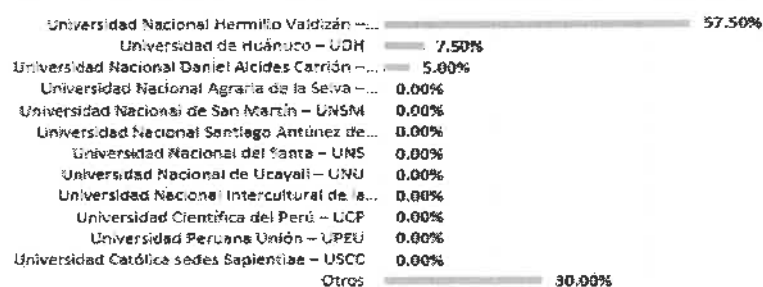 Universidad Nacional Hermilio Valdizán –... 57.50%
Universidad de Huánuco – UDH 7.50%
Universidad Nacional Daniel Alcides Carrión –... 5.00%
Universidad Nacional Agraria de la Selva –... 0.00%
Universidad Nacional de San Martín – UNSM 0.00%
Universidad Nacional Santiago Antúnez de... 0.00%
Universidad Nacional del Santa – UNS 0.00%
Universidad Nacional de Ucayali – UNU 0.00%
Universidad Nacional Intercultural de la... 0.00%
Universidad Científica del Perú – UCP 0.00%
Universidad Peruana Unión – UPEU 0.00%
Universidad Católica sedes Sapientiae – USCC 0.00%
Otros 30.00%